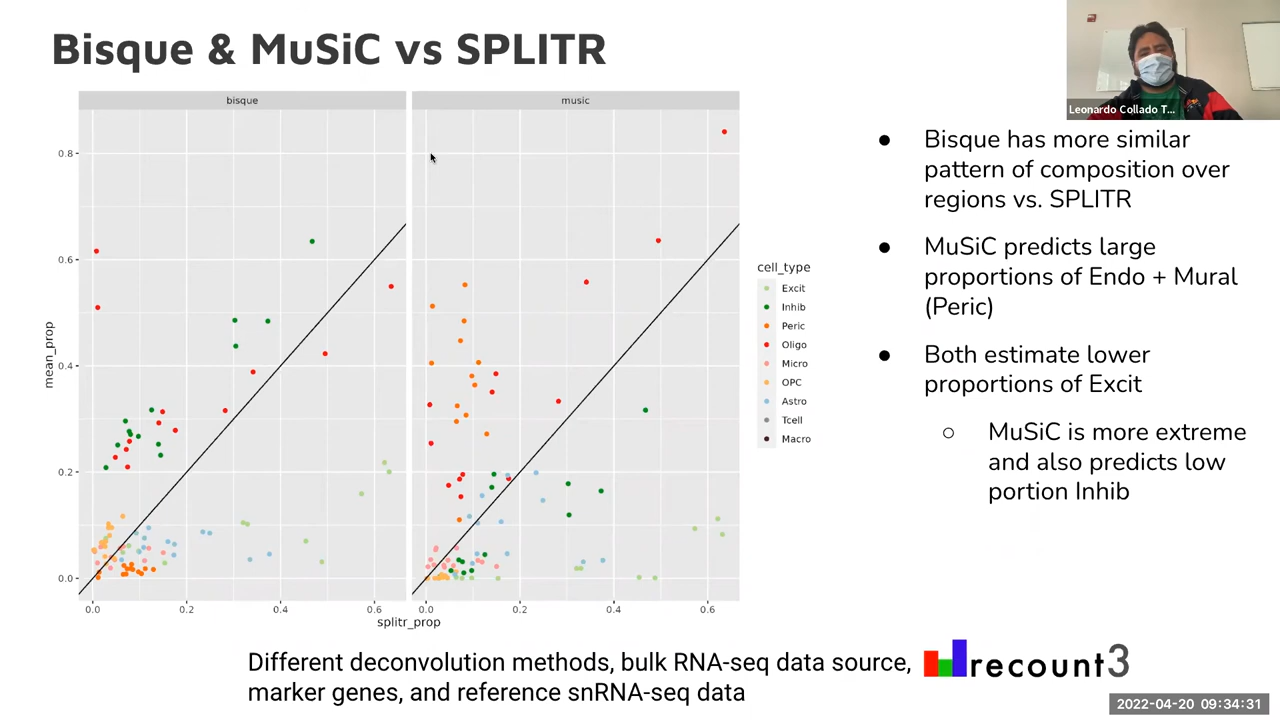 Bisque & MuSiC vs SPLITR
Leonardo Collado T...
bisque
music
mean_prop
0.8
0.6
0.4
0.2
0.0
0.0
0.2
0.4
0.6
0.0
0.2
0.4
0.6
splitr_prop
cell_type
Excit
Inhib
Peric
Oligo
Micro
OPC
Astro
Tcell
Macro
● Bisque has more similar
pattern of composition over
regions vs. SPLITR
● MuSiC predicts large
proportions of Endo + Mural
(Peric)
● Both estimate lower
proportions of Excit
○ MuSiC is more extreme
and also predicts low
portion Inhib
Different deconvolution methods, bulk RNA-seq data source,
marker genes, and reference snRNA-seq data
recount3
2022-04-20 09:34:31